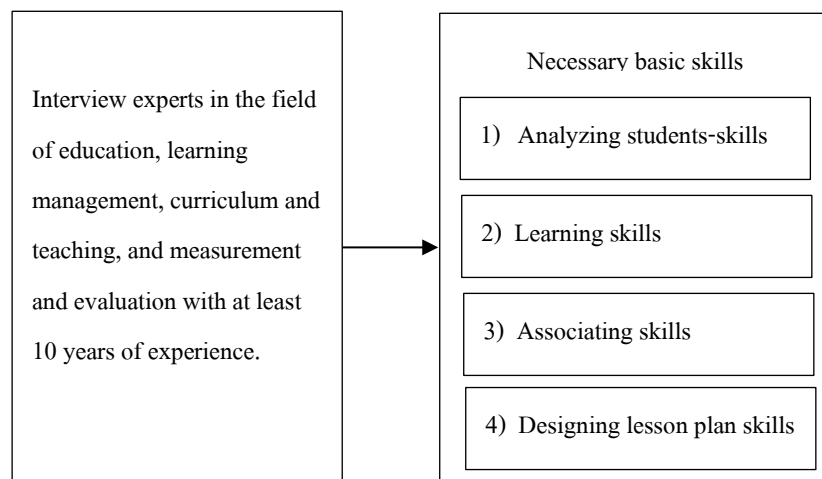 Interview experts in the field
of education, learning
management, curriculum and
teaching, and measurement
and evaluation with at least
10 years of experience.
Necessary basic skills
1) Analyzing students-skills
2) Learning skills
3) Associating skills
4) Designing lesson plan skills